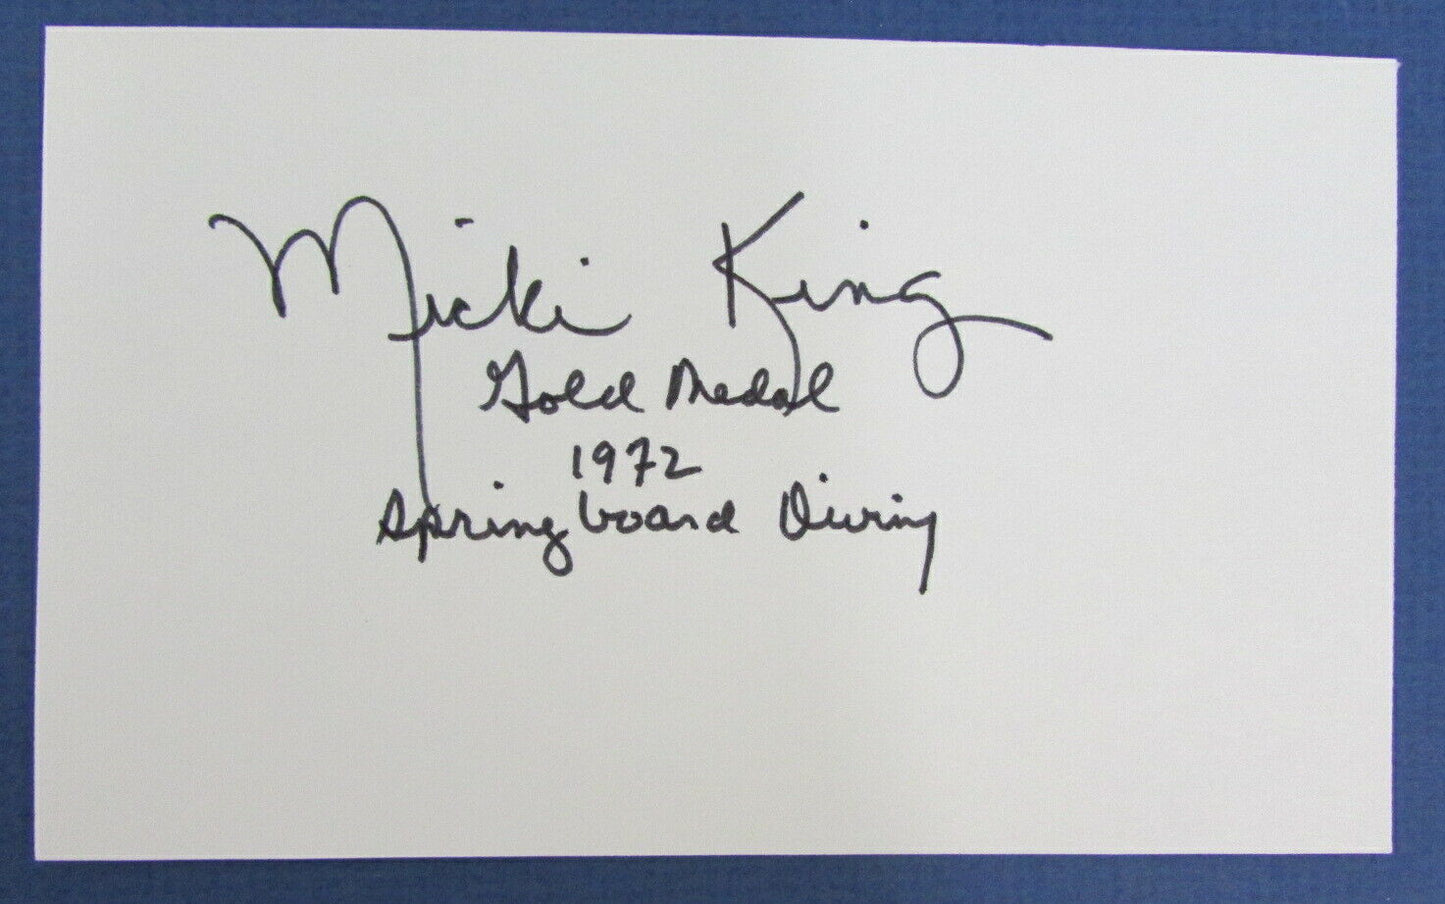 Micki King
Gold Medal
1972
Springboard Diving